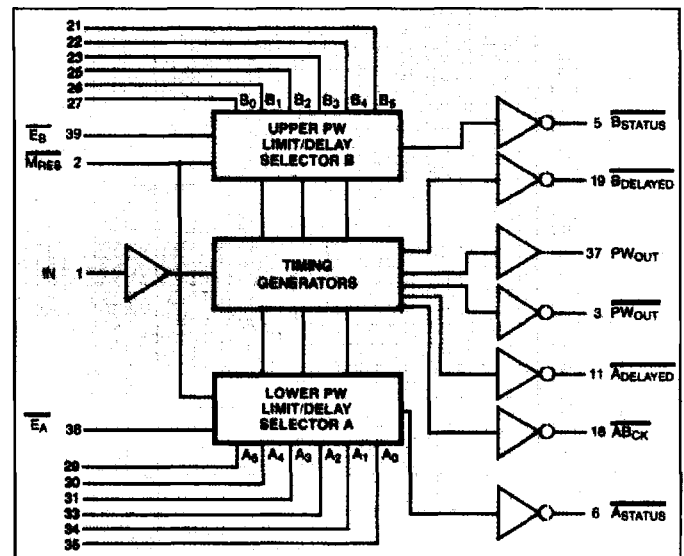 21
22
23
25
26
27
B0 B1 B2 B3 B4 B5
EB 39
MRES 2
UPPER PW
LIMIT/DELAY
SELECTOR B
5 BSTATUS
19 BDELAYED
IN 1
TIMING
GENERATORS
37 PWOUT
3 PWOUT
11 ADELAYED
LOWER PW
LIMIT/DELAY
SELECTOR A
EA 38
18 ABCK
A5 A4 A3 A2 A1 A0
29
30
31
33
34
35
6 ASTATUS